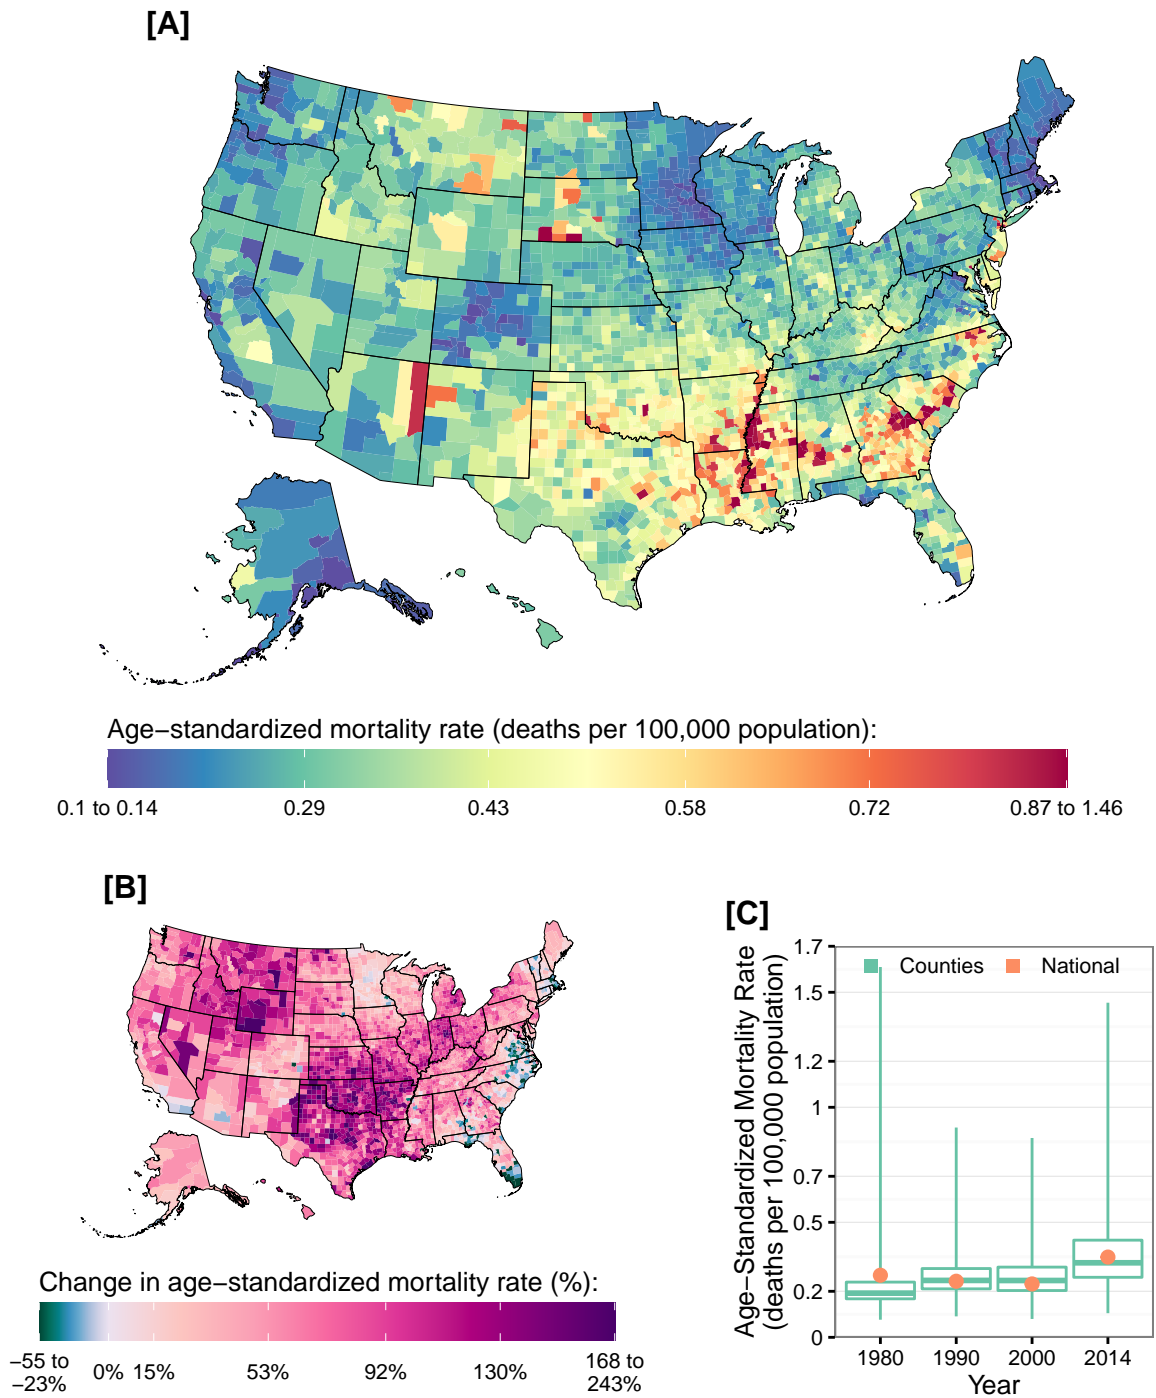 [A]
Age−standardized mortality rate (deaths per 100,000 population):
0.1 to 0.14 0.29 0.43 0.58 0.72 0.87 to 1.46
[B]
Change in age−standardized mortality rate (%):
−55 to −23% 0% 15% 53% 92% 130% 168 to 243%
[C]
Age−Standardized Mortality Rate
(deaths per 100,000 population)
Counties National
1.7
1.5
1.2
1
0.7
0.5
0.2
0
1980 1990 2000 2014
Year